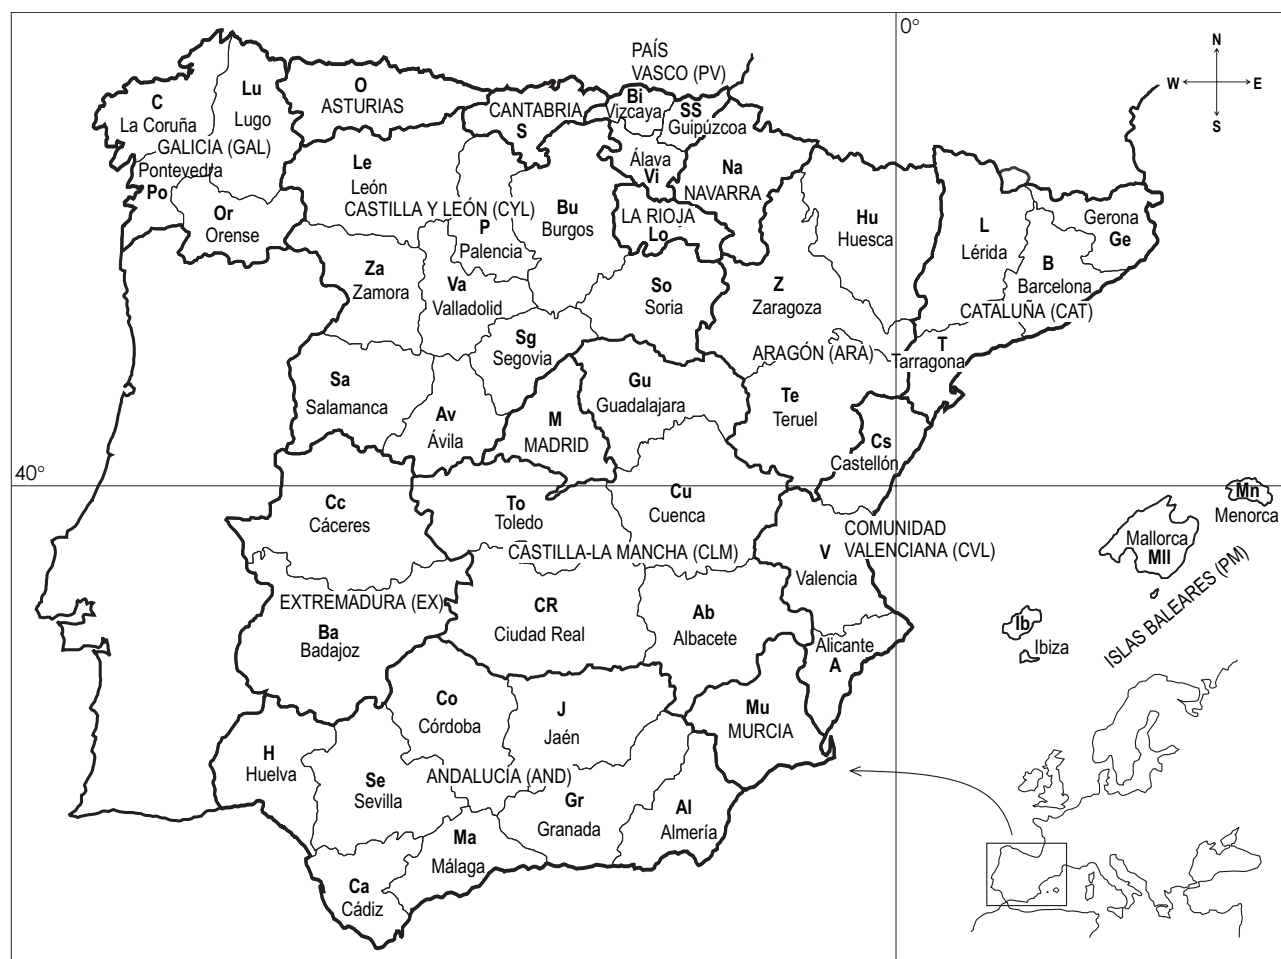 0°
N
W
E
S
PAÍS
VASCO (PV)
C
La Coruña
Lu
Lugo
GALICIA (GAL)
Pontevedra
Po
Or
Orense
O
ASTURIAS
CANTABRIA
S
Bi
Vizcaya
SS
Guipúzcoa
Álava
Vi
Na
NAVARRA
Le
León
CASTILLA Y LEÓN (CYL)
P
Palencia
Bu
Burgos
LA RIOJA
Lo
Hu
Huesca
L
Lérida
Gerona
Ge
B
Barcelona
CATALUÑA (CAT)
T
Tarragona
Za
Zamora
Va
Valladolid
So
Soria
Z
Zaragoza
ARAGÓN (ARA)
Sg
Segovia
Sa
Salamanca
Av
Ávila
M
MADRID
Gu
Guadalajara
Te
Teruel
Cs
Castellón
40°
Cc
Cáceres
To
Toledo
Cu
Cuenca
CASTILLA-LA MANCHA (CLM)
COMUNIDAD
VALENCIANA (CVL)
V
Valencia
Mn
Menorca
Mallorca
Mll
ISLAS BALEARES (PM)
Ib
Ibiza
EXTREMADURA (EX)
Ba
Badajoz
CR
Ciudad Real
Ab
Albacete
Alicante
A
Co
Córdoba
J
Jaén
Mu
MURCIA
H
Huelva
Se
Sevilla
ANDALUCÍA (AND)
Gr
Granada
Al
Almería
Ma
Málaga
Ca
Cádiz